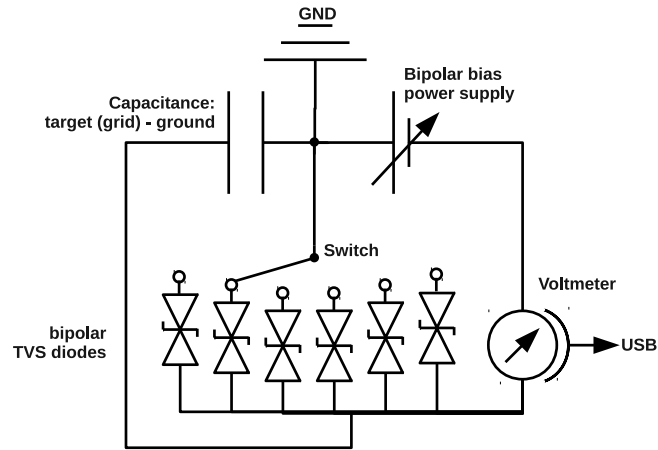 GND
Capacitance:
target (grid) - ground
Bipolar bias
power supply
Switch
Voltmeter
bipolar
TVS diodes
USB